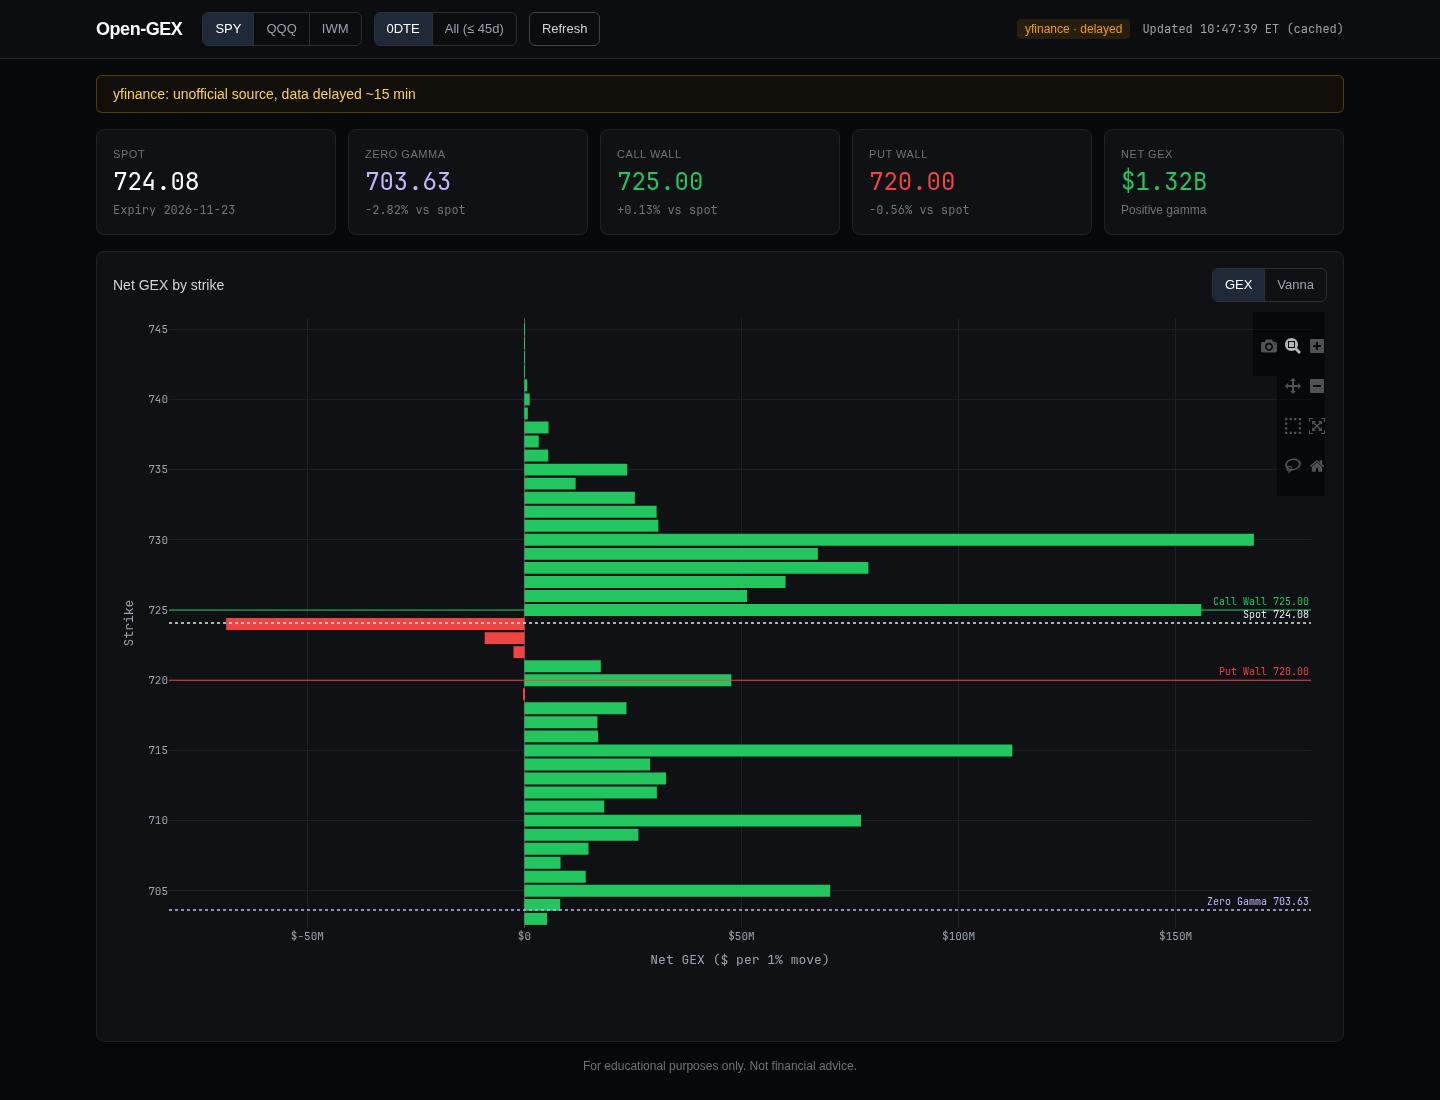 Open-GEX SPY QQQ IWM 0DTE All (≤ 45d) Refresh yfinance · delayed Updated 10:47:39 ET (cached)
yfinance: unofficial source, data delayed ~15 min
SPOT
724.08
Expiry 2026-11-23
ZERO GAMMA
703.63
-2.82% vs spot
CALL WALL
725.00
+0.13% vs spot
PUT WALL
720.00
-0.56% vs spot
NET GEX
$1.32B
Positive gamma
Net GEX by strike GEX Vanna
745
740
735
730
725
720
715
710
705
Strike
Call Wall 725.00
Spot 724.08
Put Wall 720.00
Zero Gamma 703.63
$-50M $0 $50M $100M $150M
Net GEX ($ per 1% move)
For educational purposes only. Not financial advice.